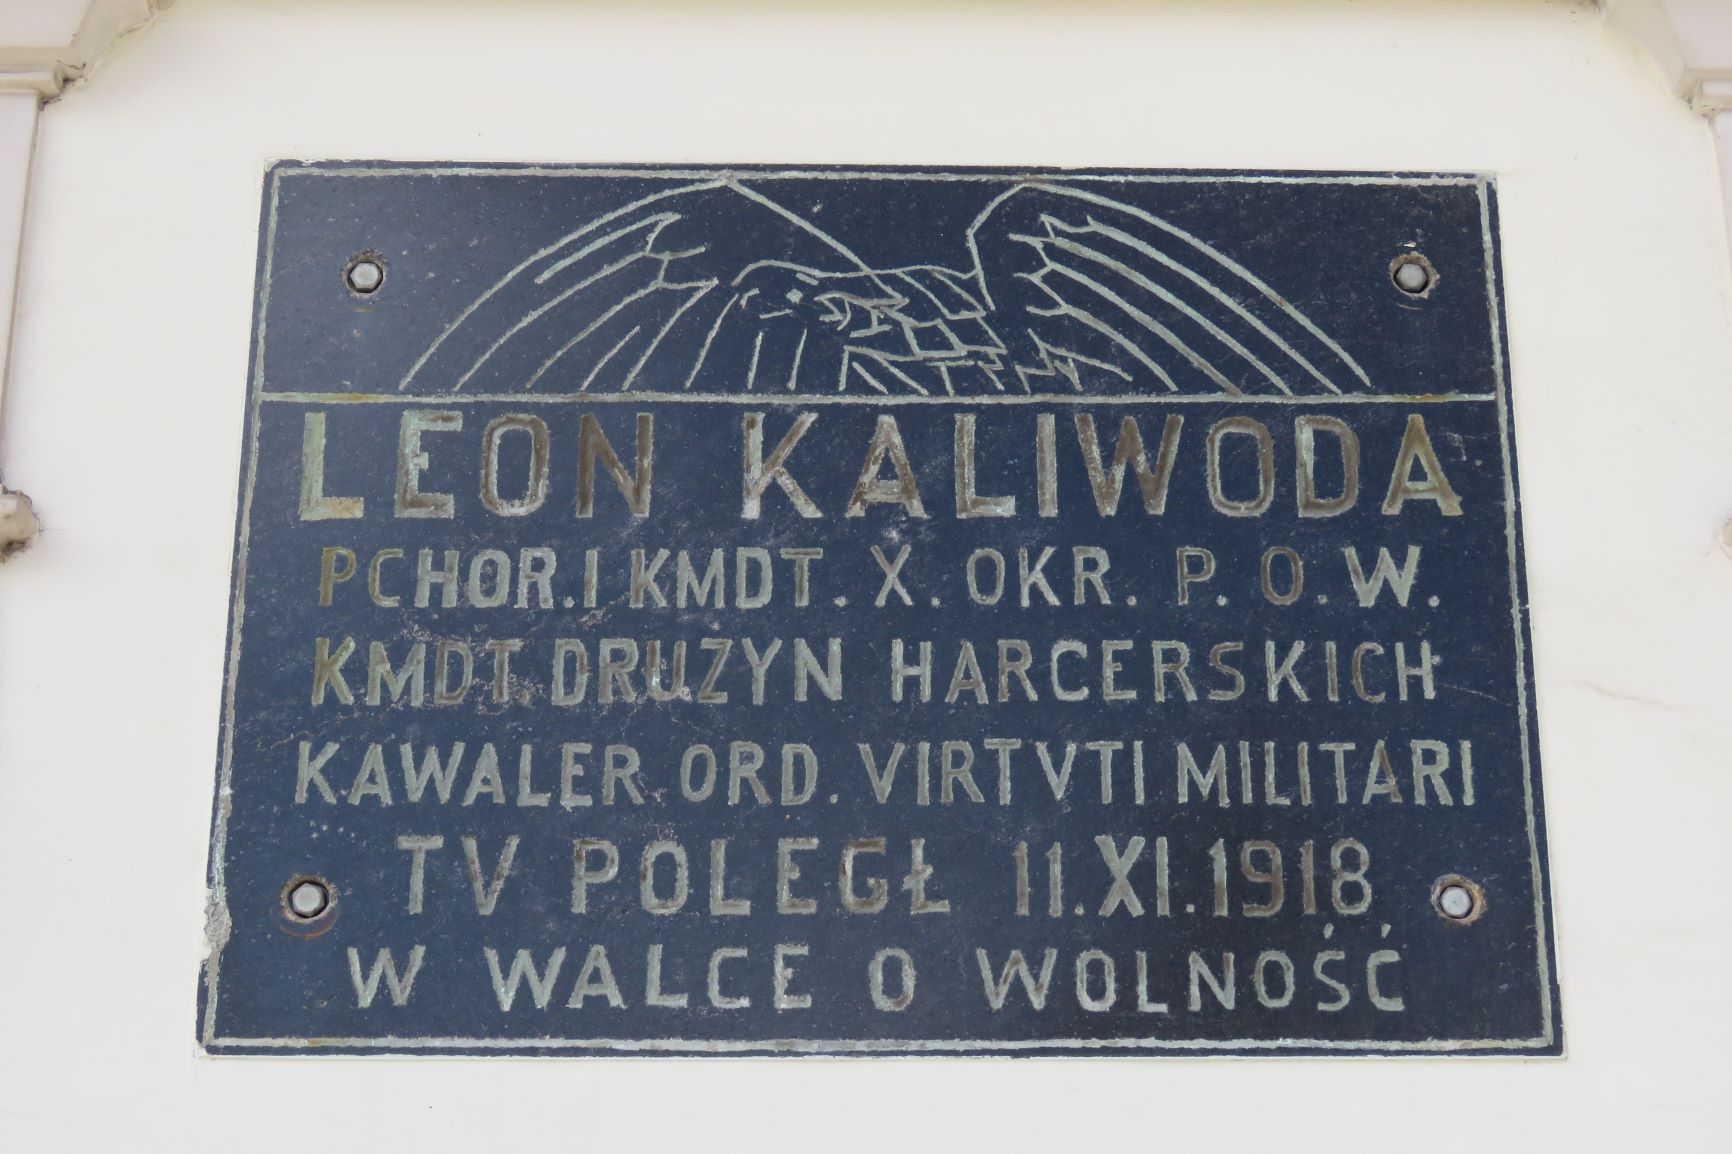 LEON KALIWODA
PCHOR. I KMDT. X. OKR. P. O. W.
KMDT DRUZYN HARCERSKICH
KAWALER ORD. VIRTVTI MILITARI
TV POLEGŁ 11.XI.1918
W WALCE O WOLNOŚĆ